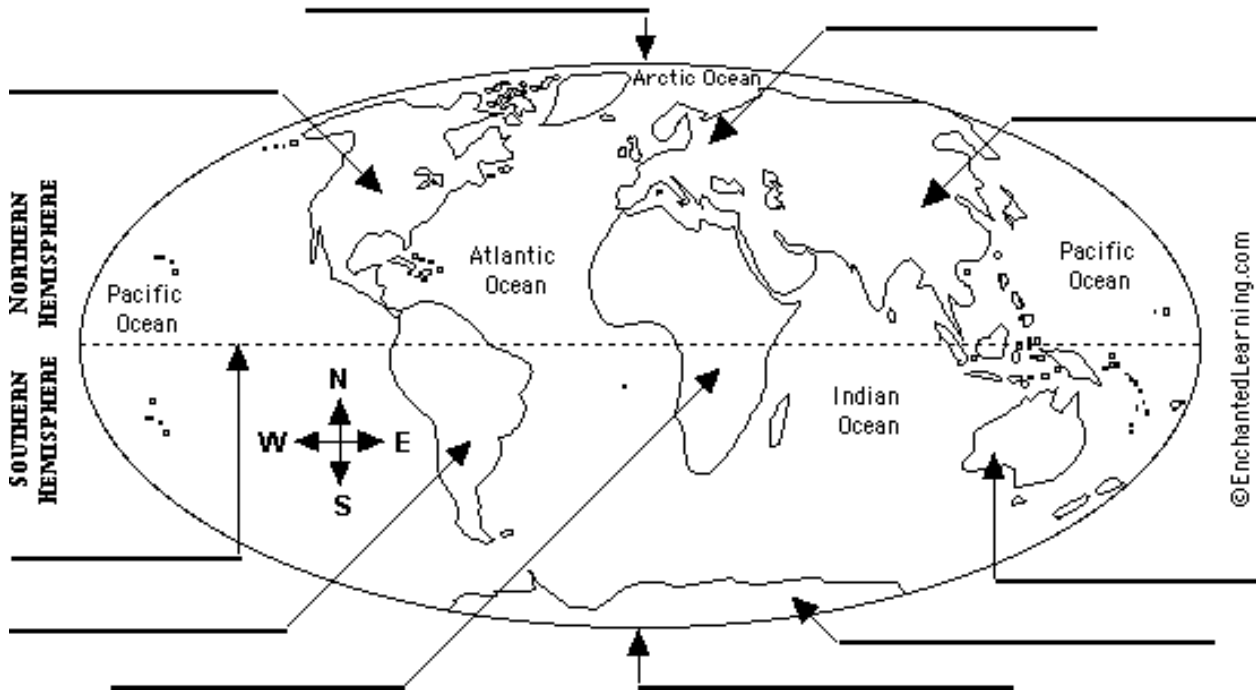 Arctic Ocean
NORTHERN
HEMISPHERE
Atlantic
Ocean
Pacific
Ocean
Pacific
Ocean
SOUTHERN
HEMISPHERE
N
W E
S
Indian
Ocean
©EnchantedLearning.com